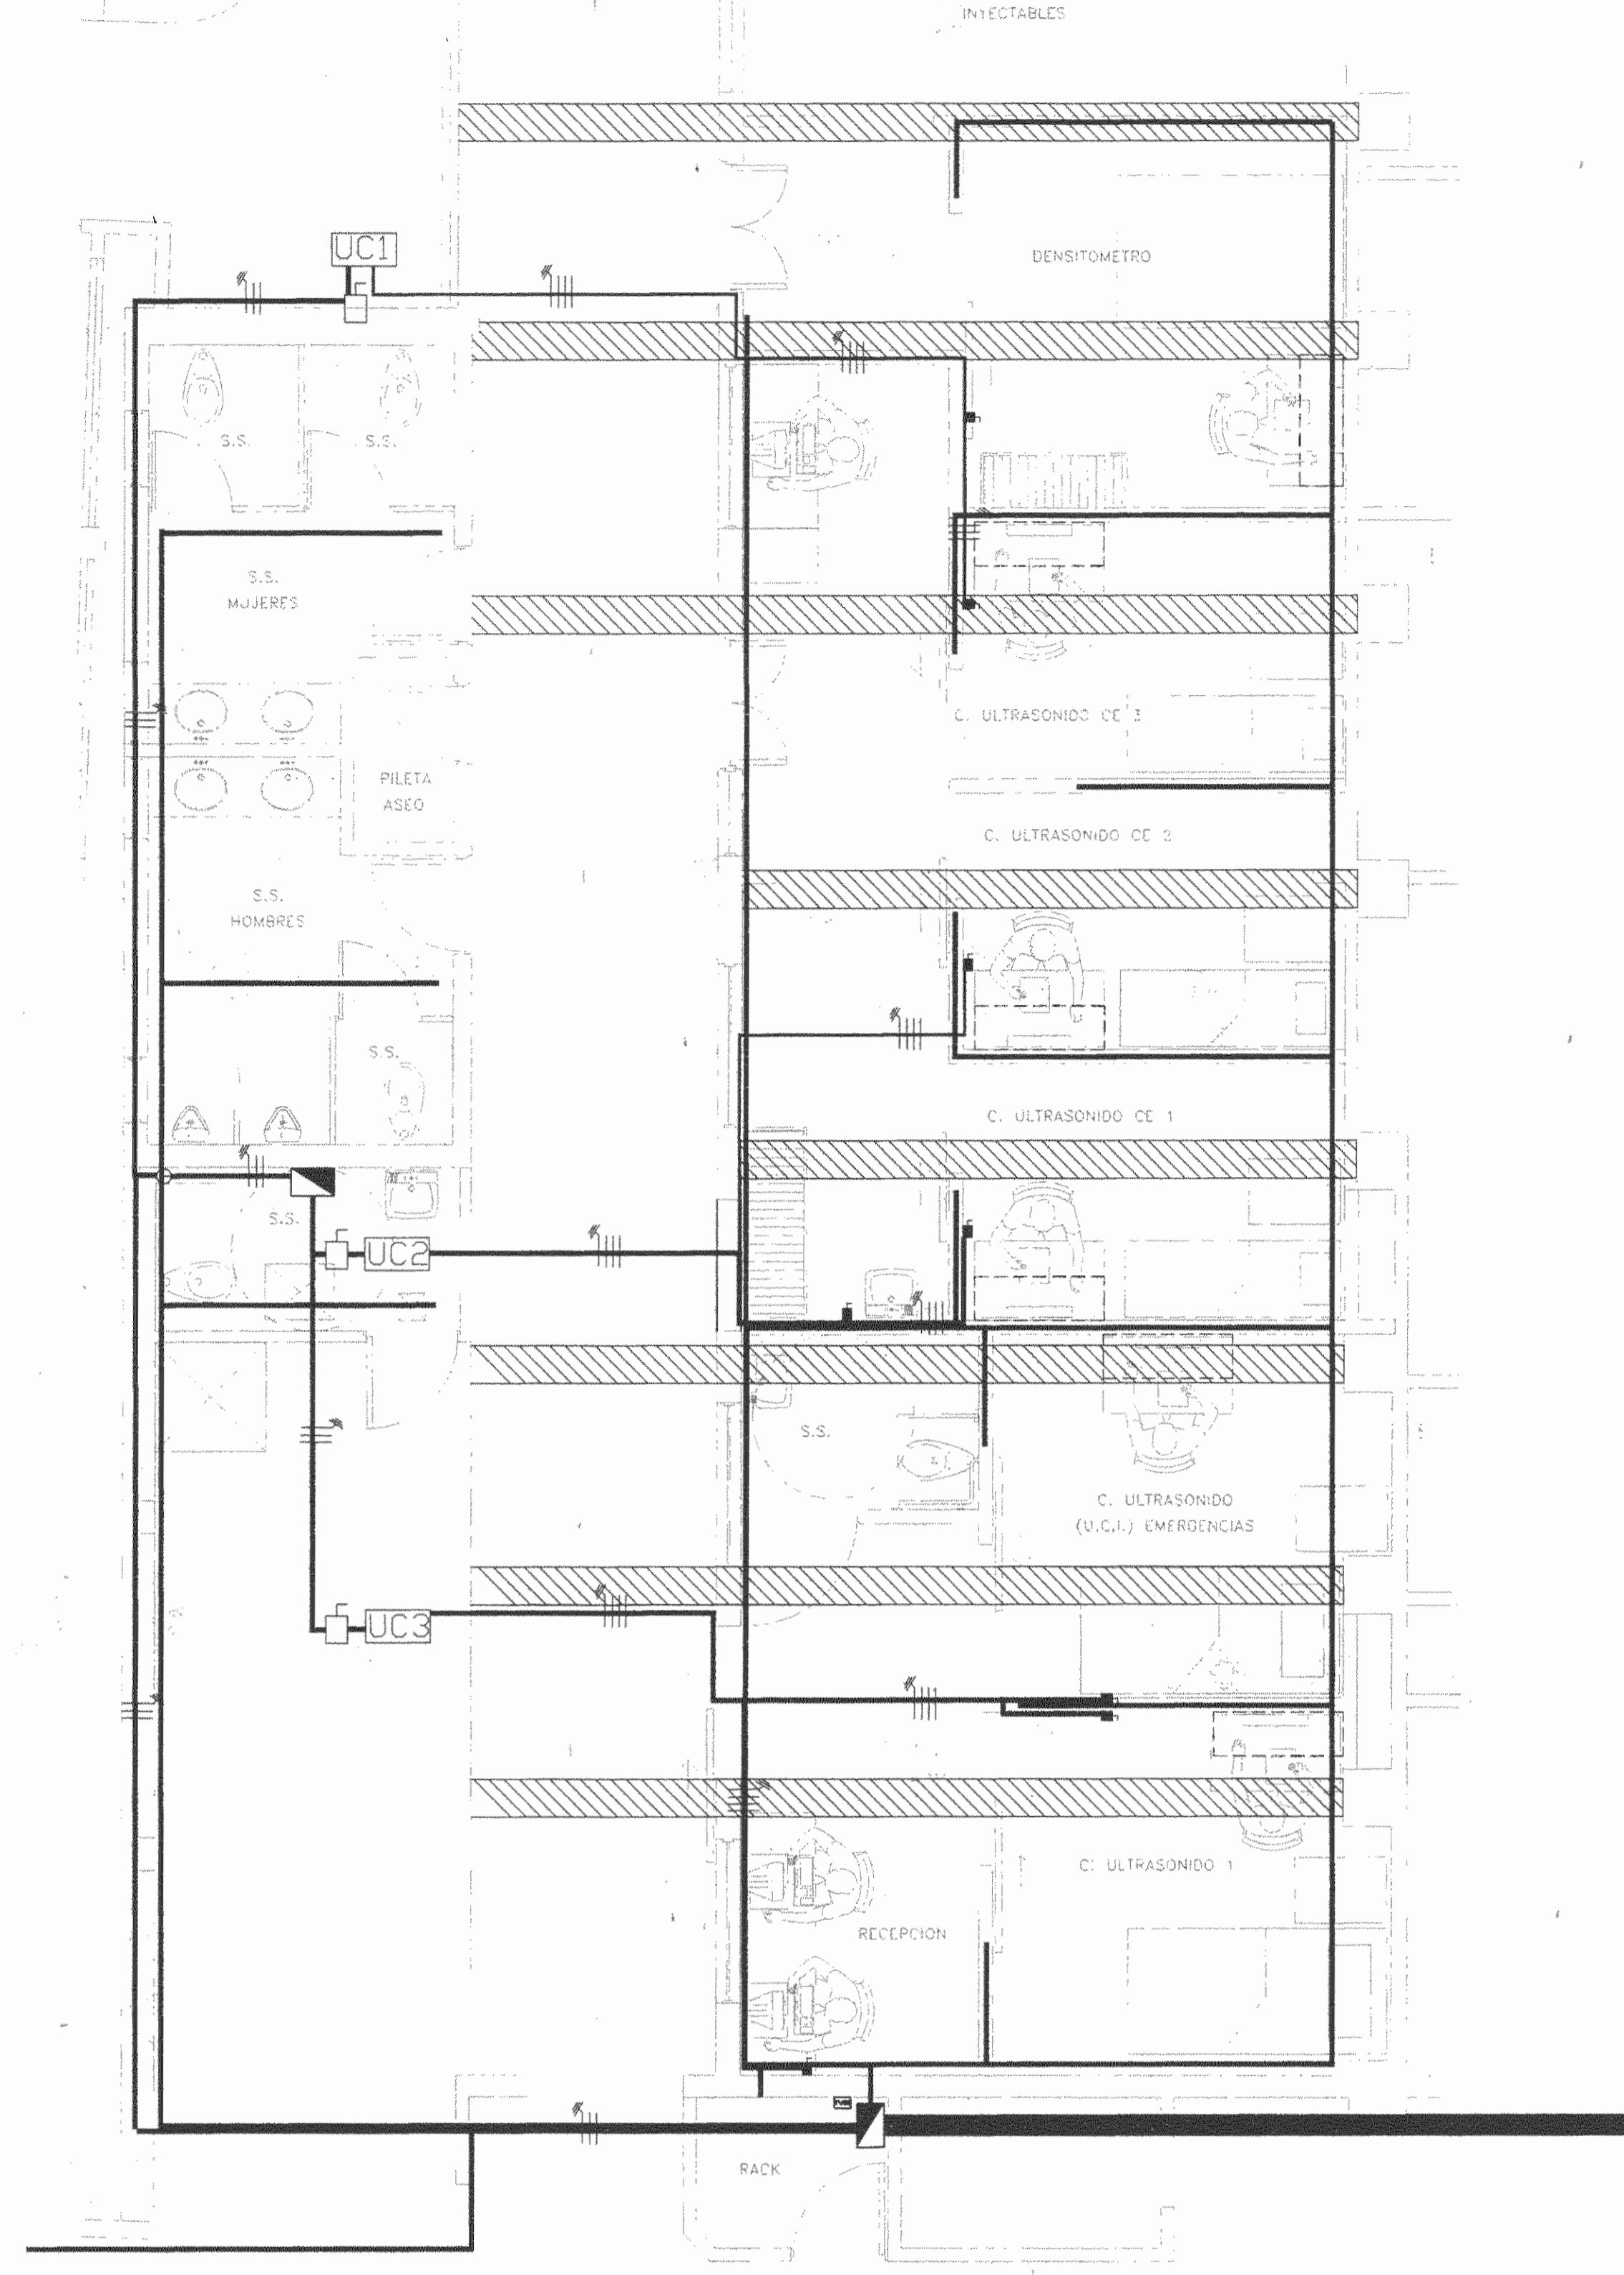 INYECTABLES
DENSITOMETRO
UC1
S.S.
S.S.
S.S.
MUJERES
C. ULTRASONIDO CE 3
PILETA
ASEO
C. ULTRASONIDO CE 2
S.S.
HOMBRES
S.S.
C. ULTRASONIDO CE 1
S.S.
UC2
S.S.
C. ULTRASONIDO
(U.C.I.) EMERGENCIAS
UC3
C. ULTRASONIDO 1
RECEPCION
RACK